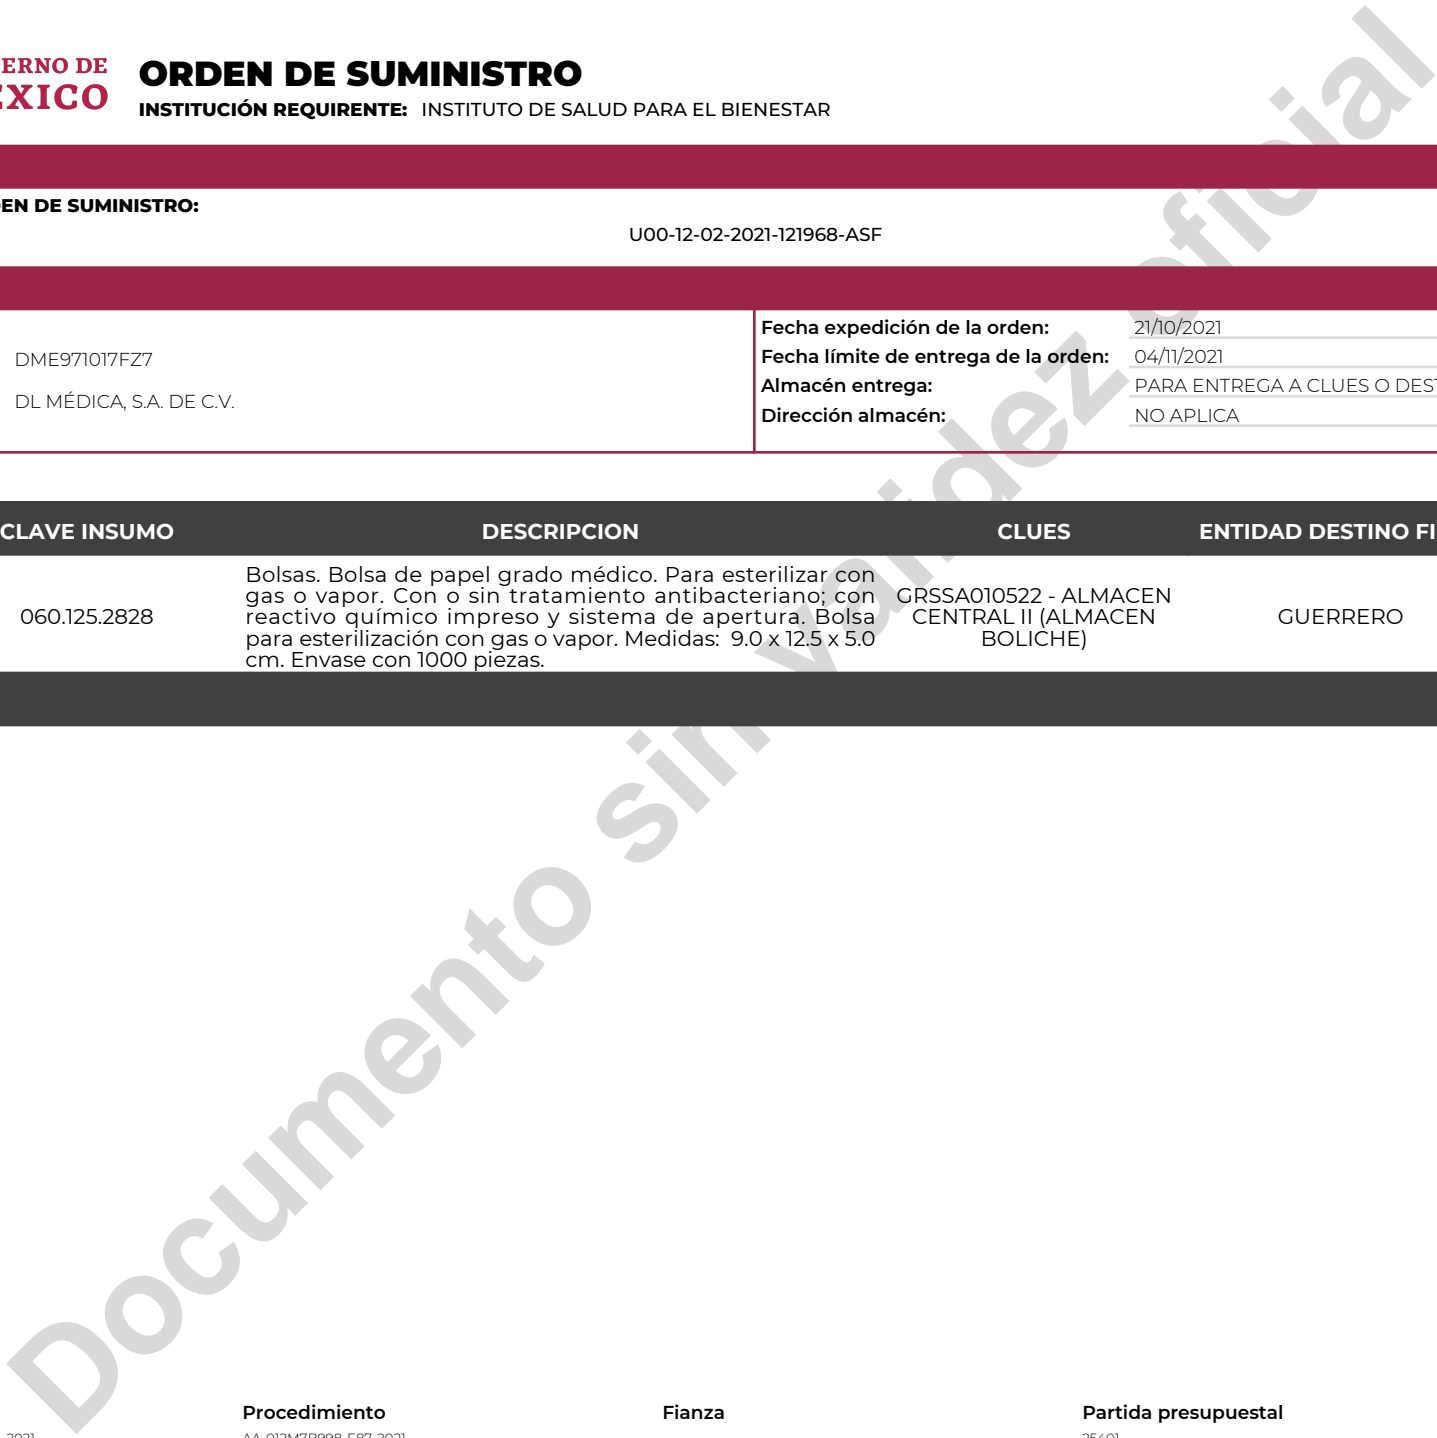 ERNO DE
EXICO
ORDEN DE SUMINISTRO
INSTITUCIÓN REQUIRENTE: INSTITUTO DE SALUD PARA EL BIENESTAR
EN DE SUMINISTRO:
U00-12-02-2021-121968-ASF
DME971017FZ7
DL MÉDICA, S.A. DE C.V.
Fecha expedición de la orden: 21/10/2021
Fecha límite de entrega de la orden: 04/11/2021
Almacén entrega: PARA ENTREGA A CLUES O DEST
Dirección almacén: NO APLICA
CLAVE INSUMO DESCRIPCION CLUES ENTIDAD DESTINO FI
060.125.2828
Bolsas. Bolsa de papel grado médico. Para esterilizar con
gas o vapor. Con o sin tratamiento antibacteriano; con
reactivo químico impreso y sistema de apertura. Bolsa
para esterilización con gas o vapor. Medidas: 9.0 x 12.5 x 5.0
cm. Envase con 1000 piezas.
GRSSA010522 - ALMACEN
CENTRAL II (ALMACEN
BOLICHE)
GUERRERO
Documento sin validez oficial
Procedimiento Fianza Partida presupuestal